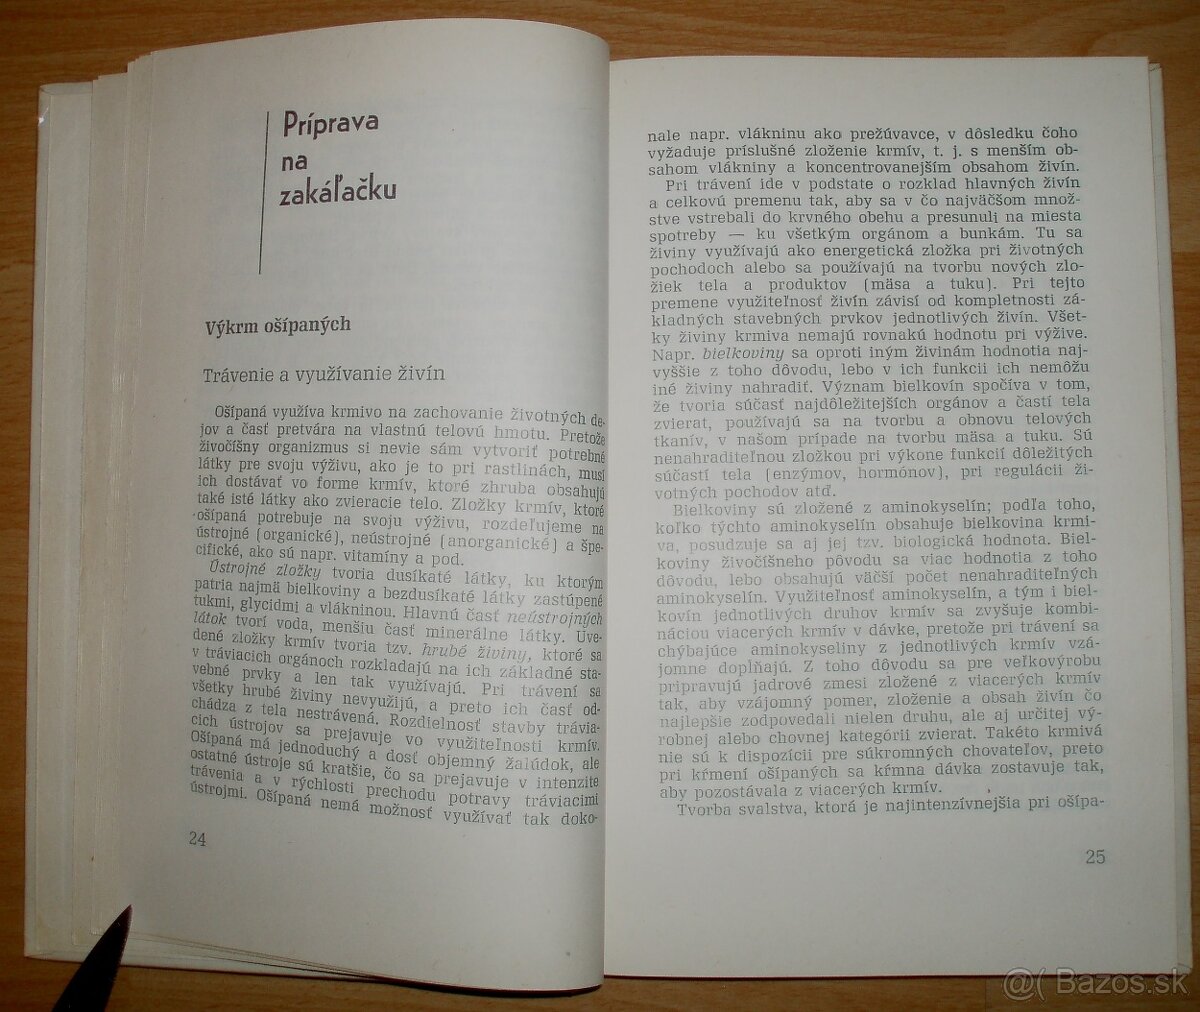 Príprava
na
zakáľačku
Výkrm ošípaných
Trávenie a využívanie živín
Ošípaná využíva krmivo na zachovanie životných de-
jov a časť pretvára na vlastnú telovú hmotu. Pretože
živočíšny organizmus si nevie sám vytvoriť potrebné
látky pre svoju výživu, ako je to pri rastlinách, musí
ich dostávať vo forme krmív, ktoré zhruba obsahujú
také isté látky ako zvieracie telo. Zložky krmív, ktoré
ošípaná potrebuje na svoju výživu, rozdeľujeme na
ústrojné (organické), neústrojné (anorganické) a špe-
cifické, ako sú napr. vitamíny a pod.
Ústrojné zložky tvoria dusíkaté látky, ku ktorým
patria najmä bielkoviny a bezdusíkaté látky zastúpené
tukmi, glycidmi a vlákninou. Hlavnú časť neústrojných
látok tvorí voda, menšiu časť minerálne látky. Uve-
dené zložky krmív tvoria tzv. hrubé živiny, ktoré sa
v tráviacich orgánoch rozkladajú na ich základné sta-
vebné prvky a len tak využívajú. Pri trávení sa
všetky hrubé živiny nevyužijú, a preto ich časť od-
chádza z tela nestrávená. Rozdielnosť stavby trávia-
cich ústrojov sa prejavuje vo využiteľnosti krmív.
Ošípaná má jednoduchý a dosť objemný žalúdok, ale
ostatné ústroje sú kratšie, čo sa prejavuje v intenzite
trávenia a v rýchlosti prechodu potravy tráviacimi
ústrojmi. Ošípaná nemá možnosť využívať tak doko-
24
nale napr. vlákninu ako prežúvavce, v dôsledku čoho
vyžaduje príslušné zloženie krmív, t. j. s menším ob-
sahom vlákniny a koncentrovanejším obsahom živín.
Pri trávení ide v podstate o rozklad hlavných živín
a celkovú premenu tak, aby sa v čo najväčšom množ-
stve vstrebali do krvného obehu a presunuli na miesta
spotreby — ku všetkým orgánom a bunkám. Tu sa
živiny využívajú ako energetická zložka pri životných
pochodoch alebo sa používajú na tvorbu nových zlo-
žiek tela a produktov (mäsa a tuku). Pri tejto
premene využiteľnosť živín závisí od kompletnosti zá-
kladných stavebných prvkov jednotlivých živín. Všet-
ky živiny krmiva nemajú rovnakú hodnotu pri výžive.
Napr. bielkoviny sa oproti iným živinám hodnotia naj-
vyššie z toho dôvodu, lebo v ich funkcii ich nemôžu
iné živiny nahradiť. Význam bielkovín spočíva v tom,
že tvoria súčasť najdôležitejších orgánov a častí tela
zvierat, používajú sa na tvorbu a obnovu telových
tkanív, v našom prípade na tvorbu mäsa a tuku. Sú
nenahraditeľnou zložkou pri výkone funkcií dôležitých
súčastí tela (enzýmov, hormónov), pri regulácii ži-
votných pochodov atď.
Bielkoviny sú zložené z aminokyselín; podľa toho,
koľko týchto aminokyselín obsahuje bielkovina krmi-
va, posudzuje sa aj jej tzv. biologická hodnota. Biel-
koviny živočíšneho pôvodu sa viac hodnotia z toho
dôvodu, lebo obsahujú väčší počet nenahraditeľných
aminokyselín. Využiteľnosť aminokyselín, a tým i biel-
kovín jednotlivých druhov krmív sa zvyšuje kombi-
náciou viacerých krmív v dávke, pretože pri trávení sa
chýbajúce aminokyseliny z jednotlivých krmív vzá-
jomne dopĺňajú. Z toho dôvodu sa pre veľkovýrobu
pripravujú jadrové zmesi zložené z viacerých krmív
tak, aby vzájomný pomer, zloženie a obsah živín čo
najlepšie zodpovedali nielen druhu, ale aj určitej vý-
robnej alebo chovnej kategórii zvierat. Takéto krmivá
nie sú k dispozícii pre súkromných chovateľov, preto
pri kŕmení ošípaných sa kŕmna dávka zostavuje tak,
aby pozostávala z viacerých krmív.
Tvorba svalstva, ktorá je najintenzívnejšia pri ošípa-
25
@( Bazos.sk